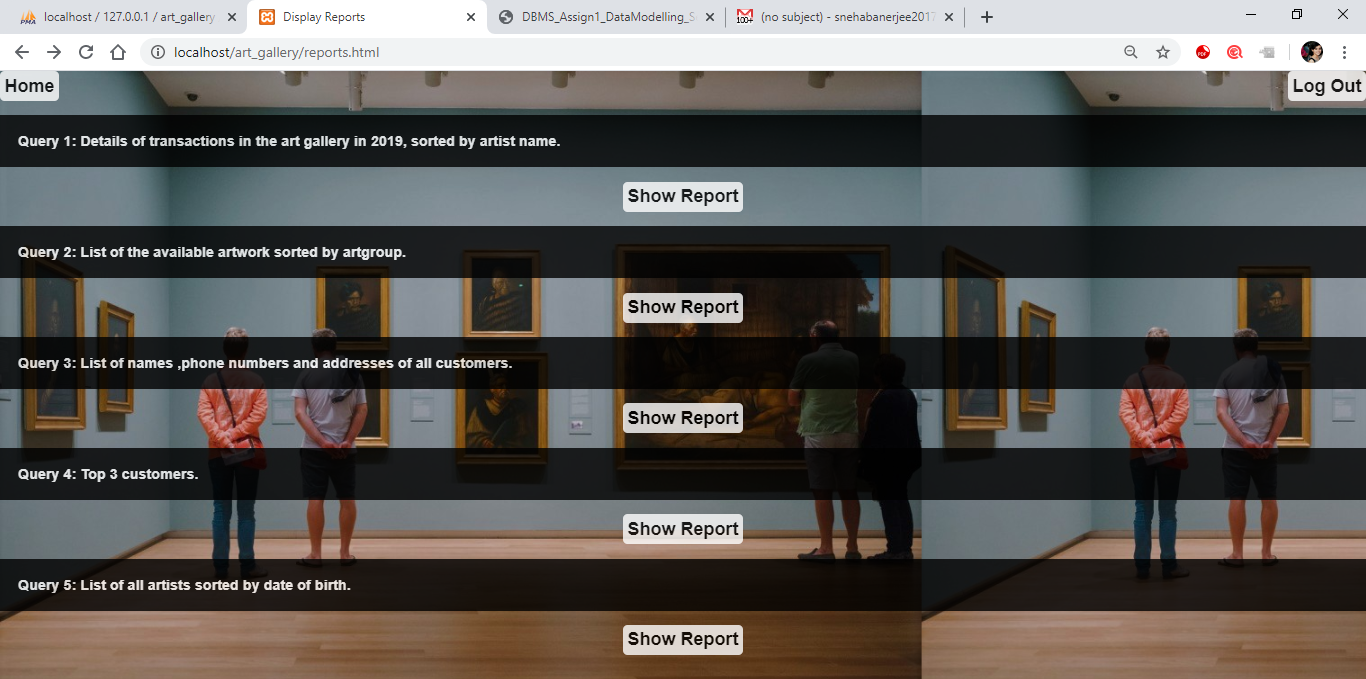 localhost / 127.0.0.1 / art_gallery
Display Reports
DBMS_Assign1_DataModelling_S
100+
(no subject) - snehabanerjee2017
localhost/art_gallery/reports.html
Home
Log Out
Query 1: Details of transactions in the art gallery in 2019, sorted by artist name.
Show Report
Query 2: List of the available artwork sorted by artgroup.
Show Report
Query 3: List of names ,phone numbers and addresses of all customers.
Show Report
Query 4: Top 3 customers.
Show Report
Query 5: List of all artists sorted by date of birth.
Show Report